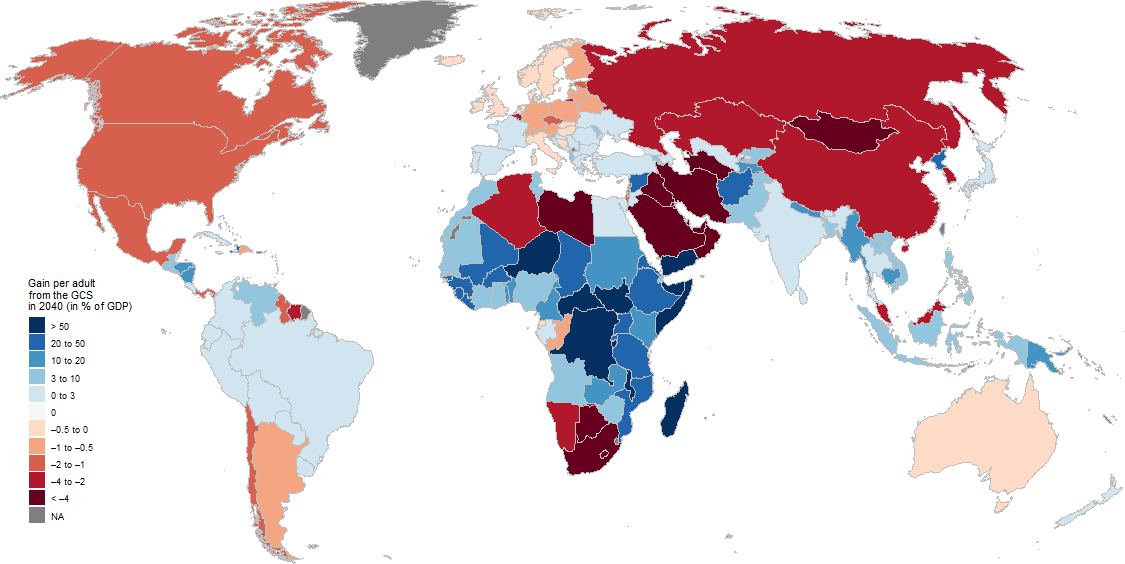 Gain per adult
from the GCS
in 2040 (in % of GDP)
> 50
20 to 50
10 to 20
3 to 10
0 to 3
0
–0.5 to 0
–1 to –0.5
–2 to –1
–4 to –2
< –4
NA